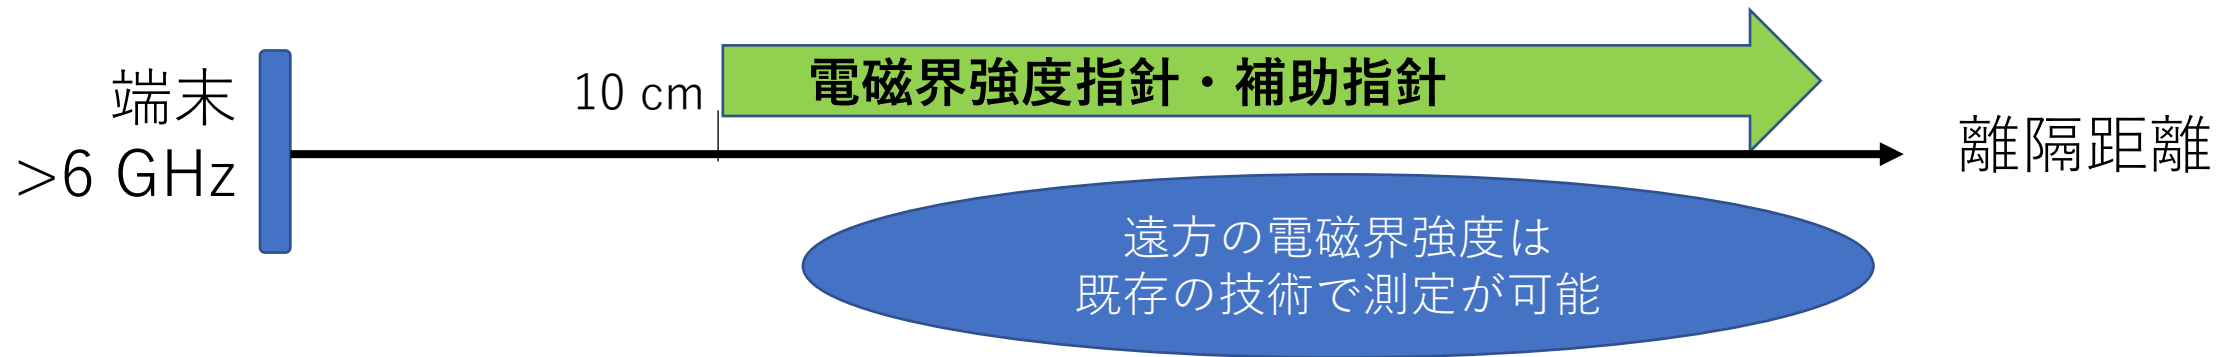 端末
>6 GHz
10 cm
電磁界強度指針・補助指針
離隔距離
遠方の電磁界強度は
既存の技術で測定が可能